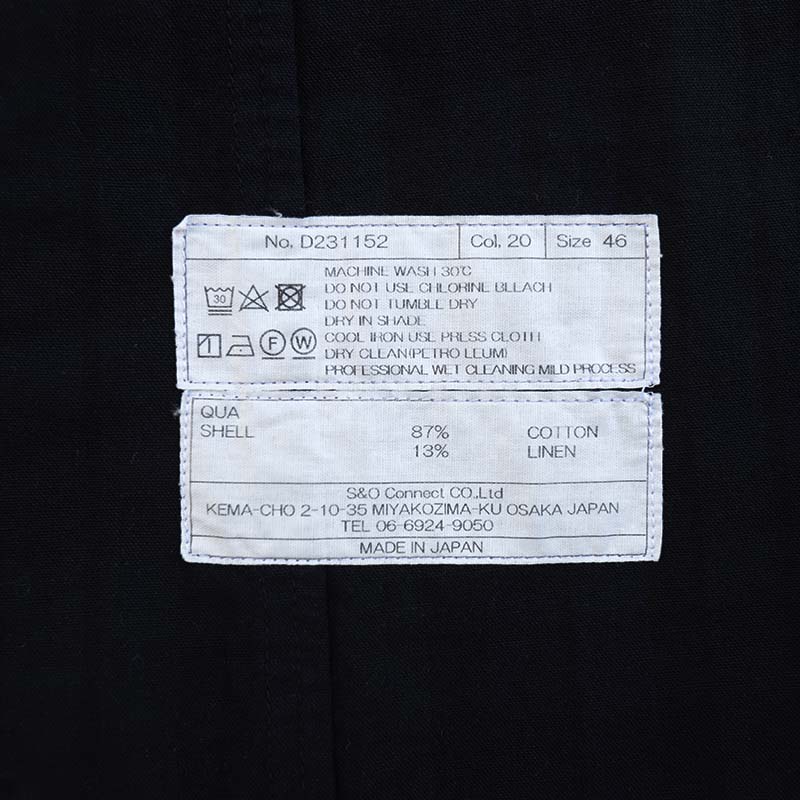 No. D231152 Col. 20 Size 46
MACHINE WASH 30℃
DO NOT USE CHLORINE BLEACH
30
DO NOT TUMBLE DRY
DRY IN SHADE
F W COOL IRON USE PRESS CLOTH
DRY CLEAN(PETRO LEUM)
PROFESSIONAL WET CLEANING MILD PROCESS
QUA
SHELL 87% COTTON
13% LINEN
S&O Connect CO.,Ltd
KEMA-CHO 2-10-35 MIYAKOZIMA-KU OSAKA JAPAN
TEL 06-6924-9050
MADE IN JAPAN